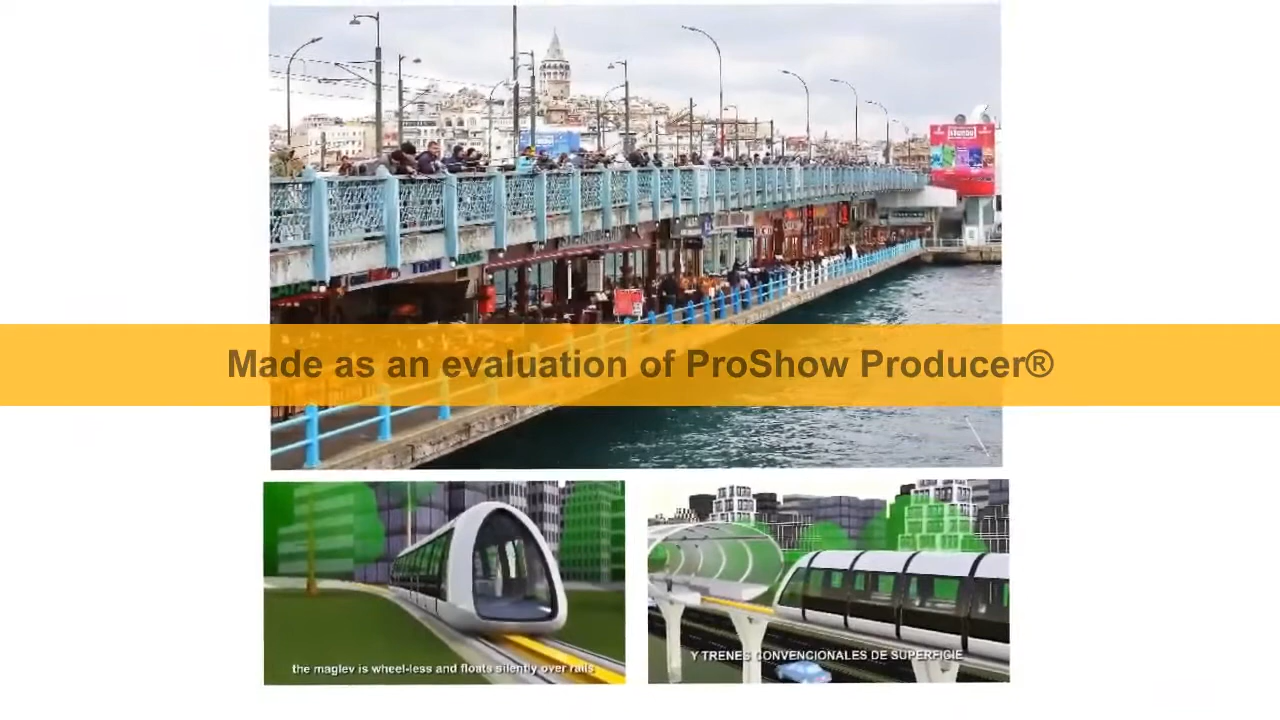 Made as an evaluation of ProShow Producer®
the maglev is wheel-less and floats silently over rails
Y TRENES CONVENCIONALES DE SUPERFICIE